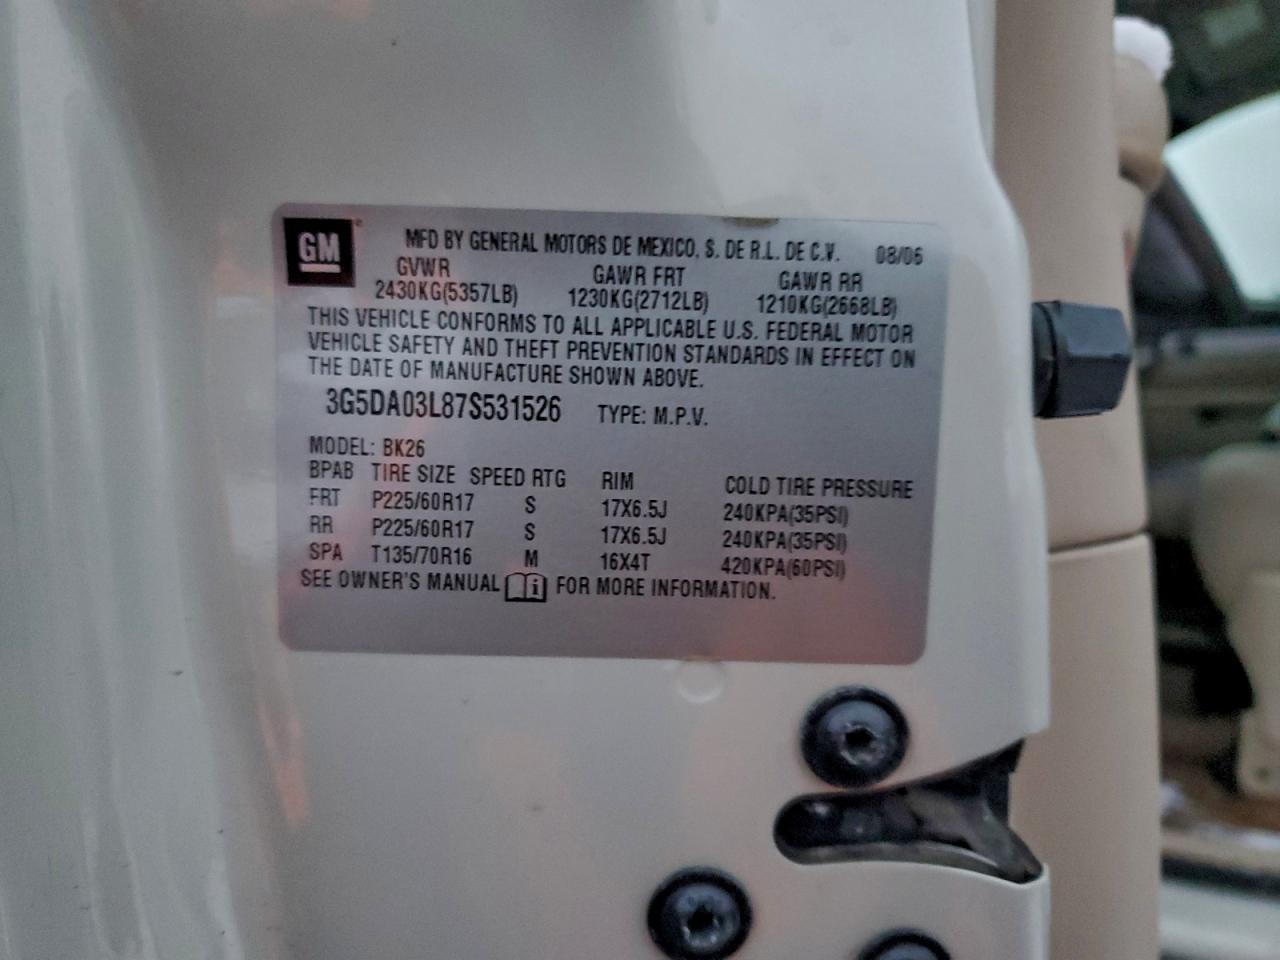 GM MFD BY GENERAL MOTORS DE MEXICO, S. DE R.L. DE C.V. 08/06
GVWR GAWR FRT GAWR RR
2430KG(5357LB) 1230KG(2712LB) 1210KG(2668LB)
THIS VEHICLE CONFORMS TO ALL APPLICABLE U.S. FEDERAL MOTOR
VEHICLE SAFETY AND THEFT PREVENTION STANDARDS IN EFFECT ON
THE DATE OF MANUFACTURE SHOWN ABOVE.
3G5DA03L87S531526 TYPE: M.P.V.
MODEL: BK26
BPAB TIRE SIZE SPEED RTG RIM COLD TIRE PRESSURE
FRT P225/60R17 S 17X6.5J 240KPA(35PSI)
RR P225/60R17 S 17X6.5J 240KPA(35PSI)
SPA T135/70R16 M 16X4T 420KPA(60PSI)
SEE OWNER'S MANUAL i FOR MORE INFORMATION.